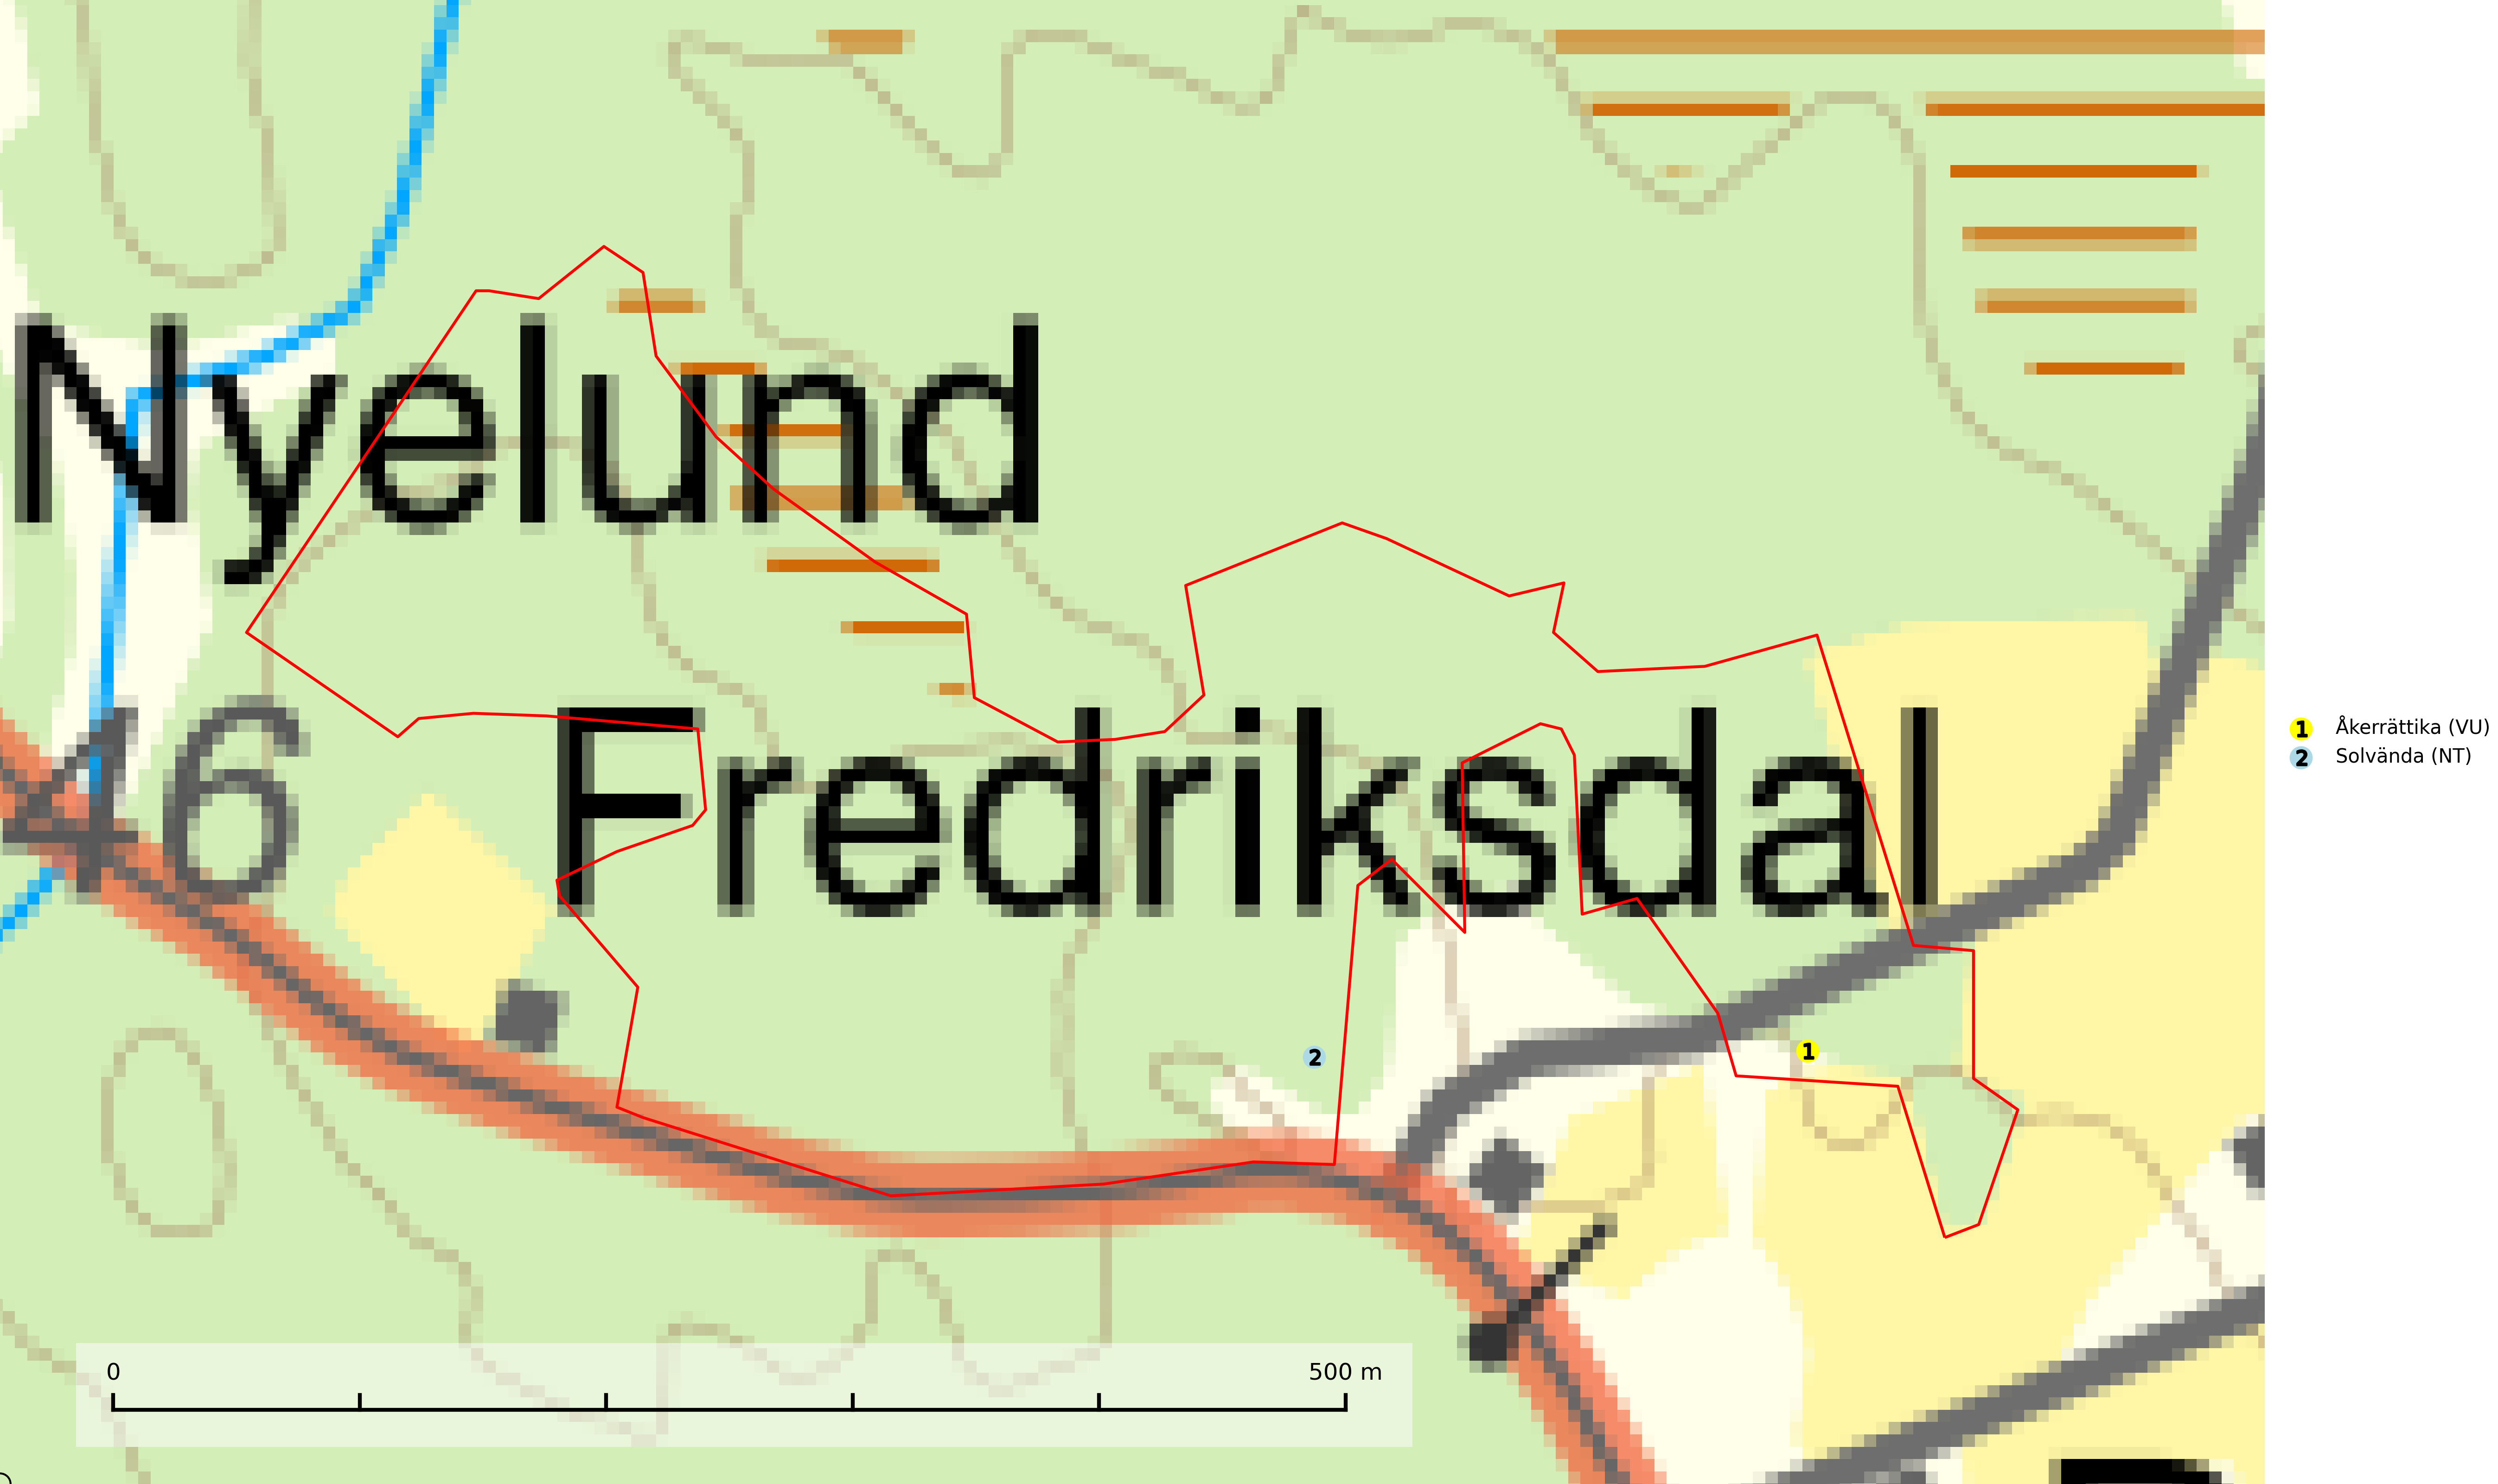 Nyelund
46
Fredriksdal
1 Åkerrättika (VU)
2 Solvända (NT)
2
1
0 500 m